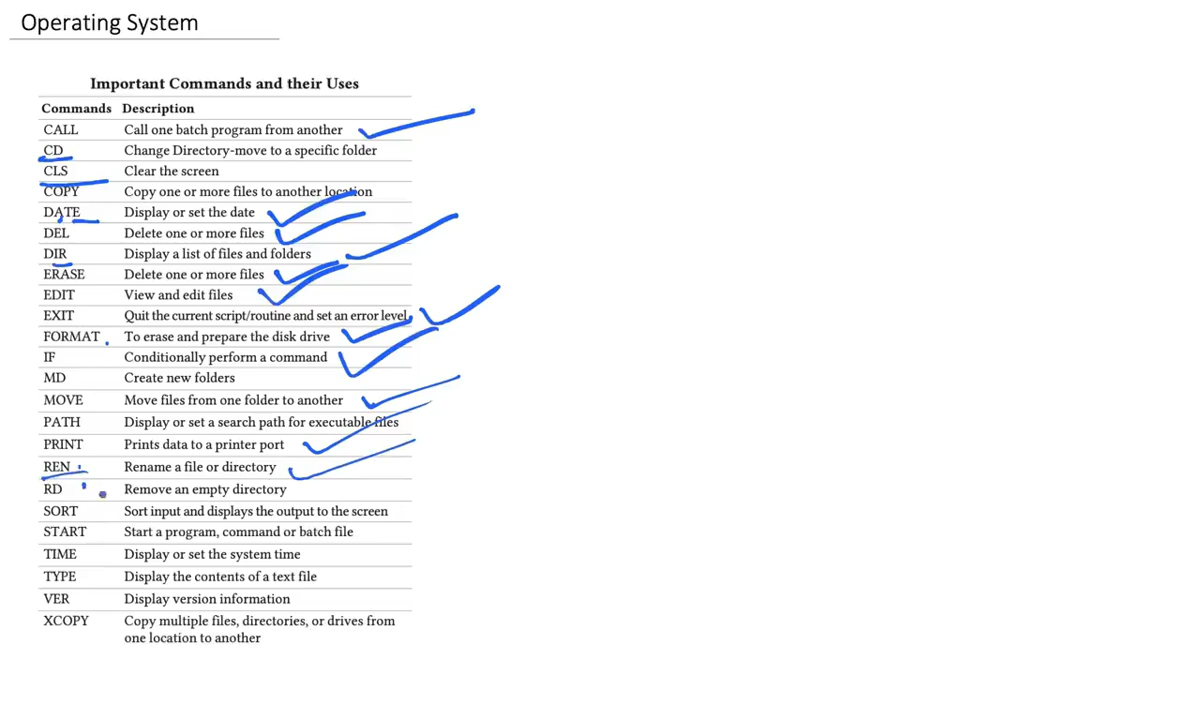 Operating System
Important Commands and their Uses
Commands Description
CALL Call one batch program from another
CD Change Directory-move to a specific folder
CLS Clear the screen
COPY Copy one or more files to another location
DATE Display or set the date
DEL Delete one or more files
DIR Display a list of files and folders
ERASE Delete one or more files
EDIT View and edit files
EXIT Quit the current script/routine and set an error level
FORMAT To erase and prepare the disk drive
IF Conditionally perform a command
MD Create new folders
MOVE Move files from one folder to another
PATH Display or set a search path for executable files
PRINT Prints data to a printer port
REN Rename a file or directory
RD Remove an empty directory
SORT Sort input and displays the output to the screen
START Start a program, command or batch file
TIME Display or set the system time
TYPE Display the contents of a text file
VER Display version information
XCOPY Copy multiple files, directories, or drives from
one location to another